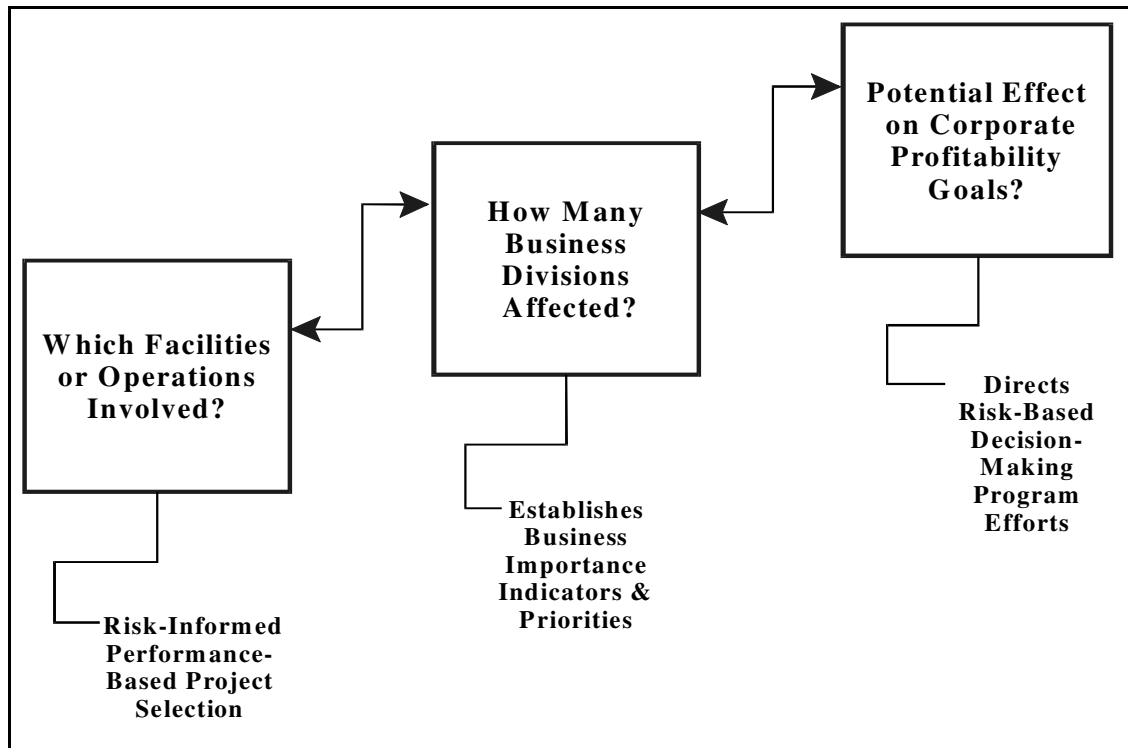 Which Facilities
or Operations
Involved?
Risk-Informed
Performance-
Based Project
Selection
How Many
Business
Divisions
Affected?
Establishes
Business
Importance
Indicators &
Priorities
Potential Effect
on Corporate
Profitability
Goals?
Directs
Risk-Based
Decision-
Making
Program
Efforts